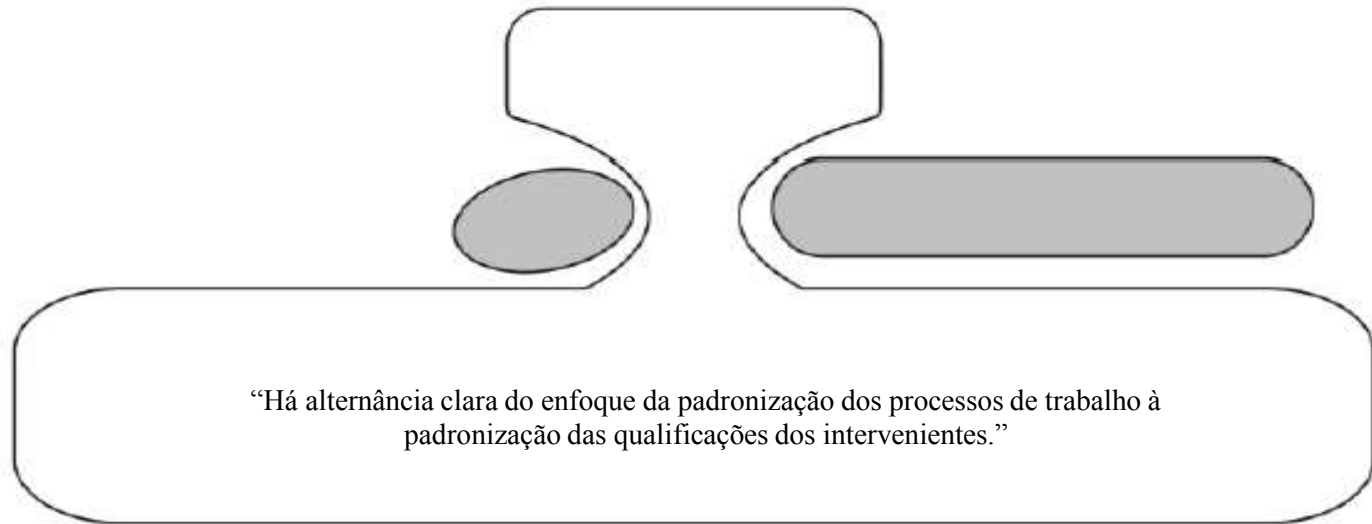 “Há alternância clara do enfoque da padronização dos processos de trabalho à
padronização das qualificações dos intervenientes.”